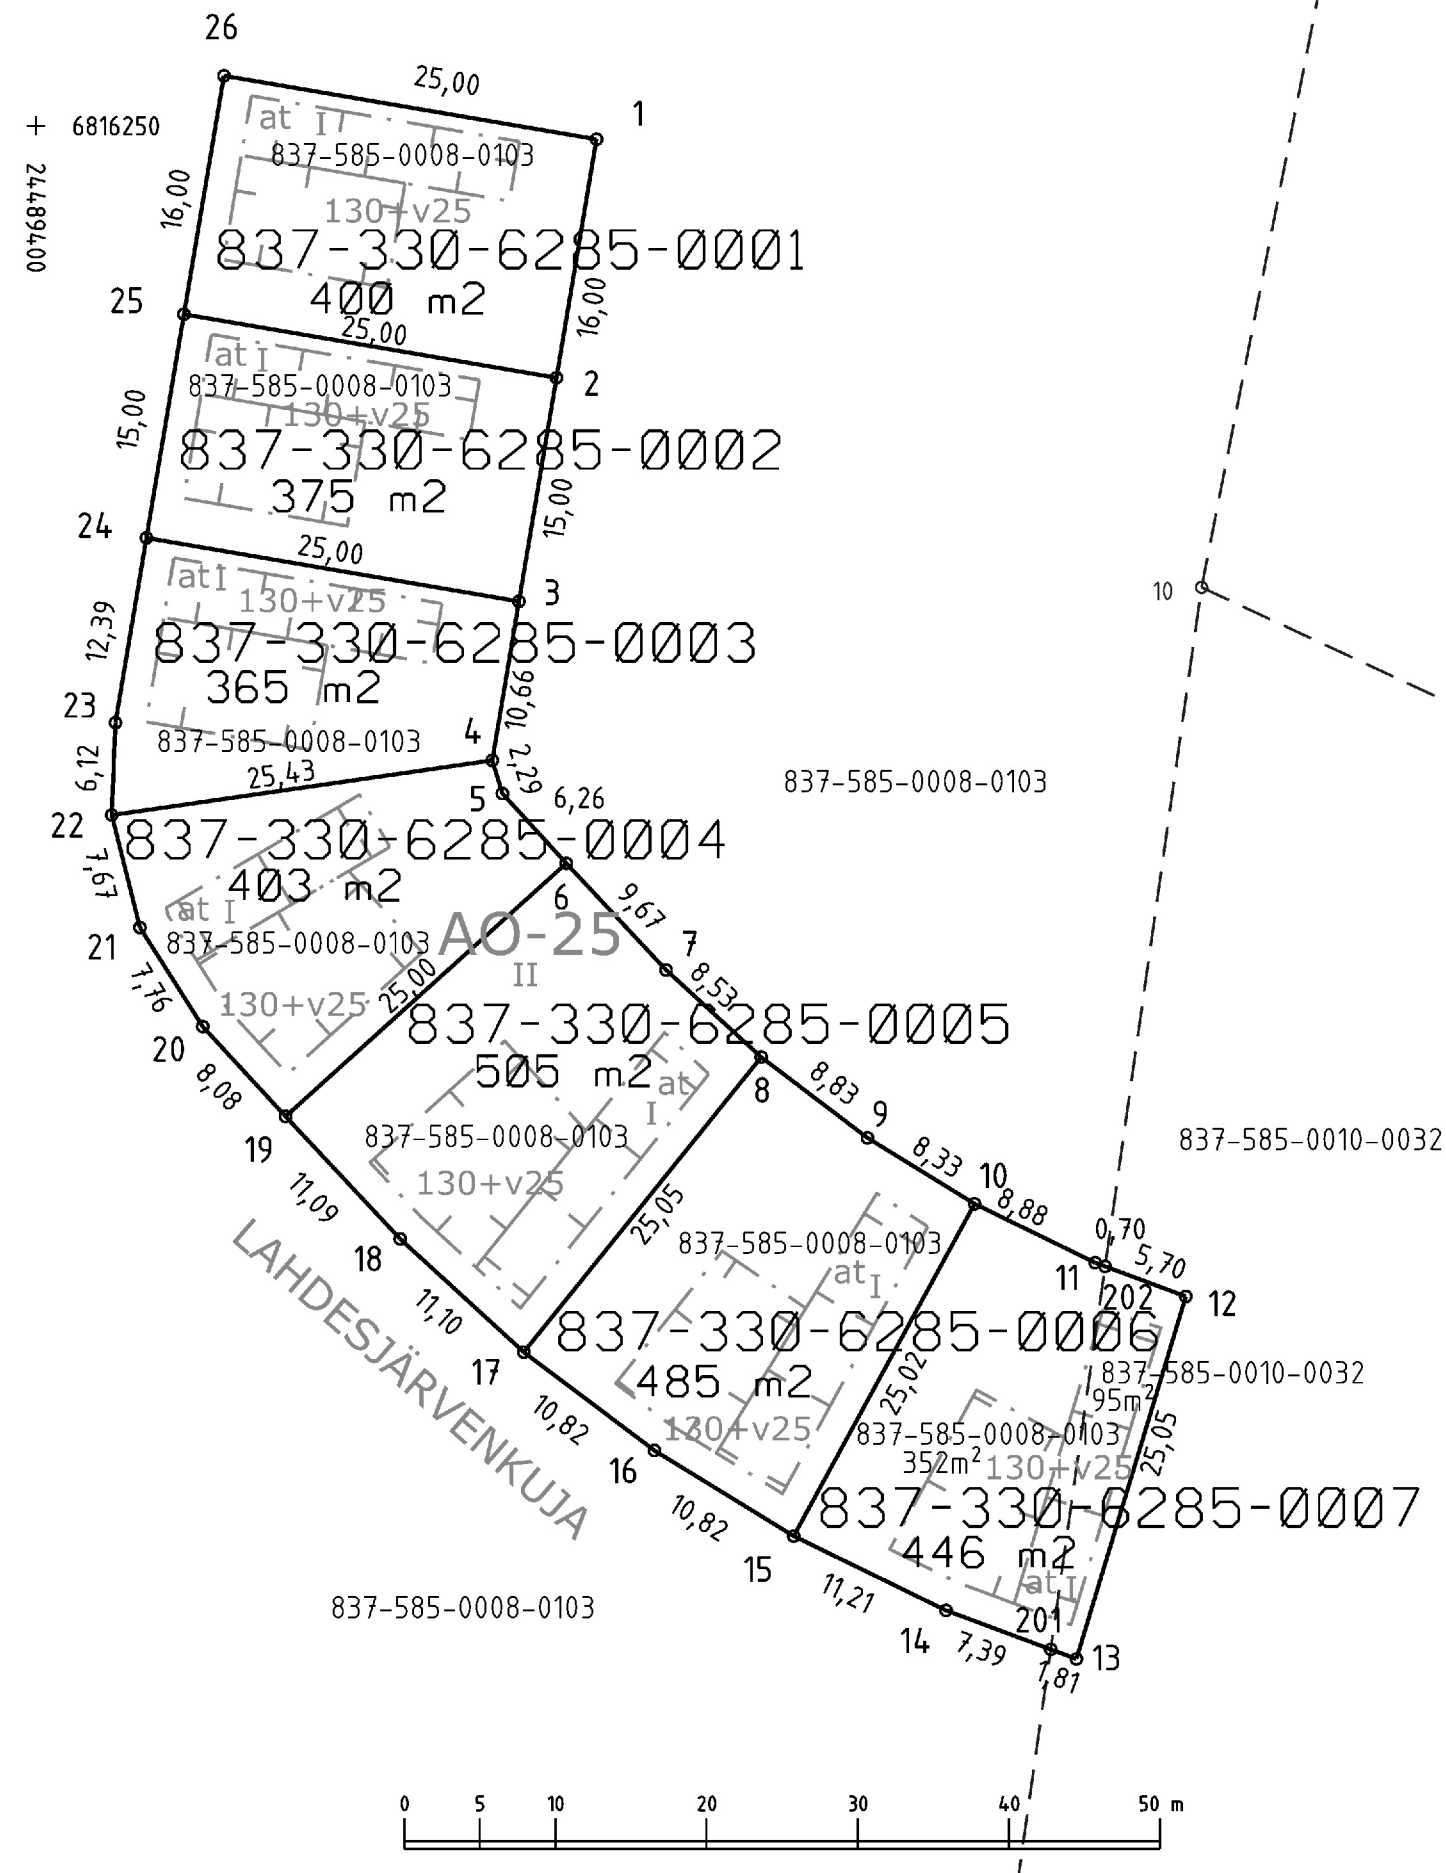 26
25,00
1
+ 6816250
24489400
at I
837-585-0008-0103
16,00
130+v25
837-330-6285-0001
400 m2
16,00
25
25,00
2
at I
837-585-0008-0103
130+v25
15,00
837-330-6285-0002
375 m2
15,00
24
25,00
3
at I
130+v25
12,39
837-330-6285-0003
365 m2
10,66
23
4
837-585-0008-0103
6,12
25,43
2,29
5
6,26
837-585-0008-0103
10
22
837-330-6285-0004
403 m2
7,67
at I
6
9,67
AO-25
II
21
837-585-0008-0103
7
8,53
7,76
130+v25
25,00
837-330-6285-0005
505 m2
20
8,08
at
I
8
8,83
9
19
837-585-0008-0103
130+v25
8,33
10
837-585-0010-0032
11,09
25,05
8,88
0,70
5,70
18
LAHDESJÄRVENKUJA
837-585-0008-0103
at I
11
202
12
11,10
837-330-6285-0006
485 m2
17
25,02
837-585-0010-0032
95m²
10,82
130+v25
837-585-0008-0103
352m²
130+v25
25,05
16
10,82
837-330-6285-0007
446 m2
15
at I
11,21
837-585-0008-0103
14
201
7,39
13
1,81
0 5 10 20 30 40 50 m